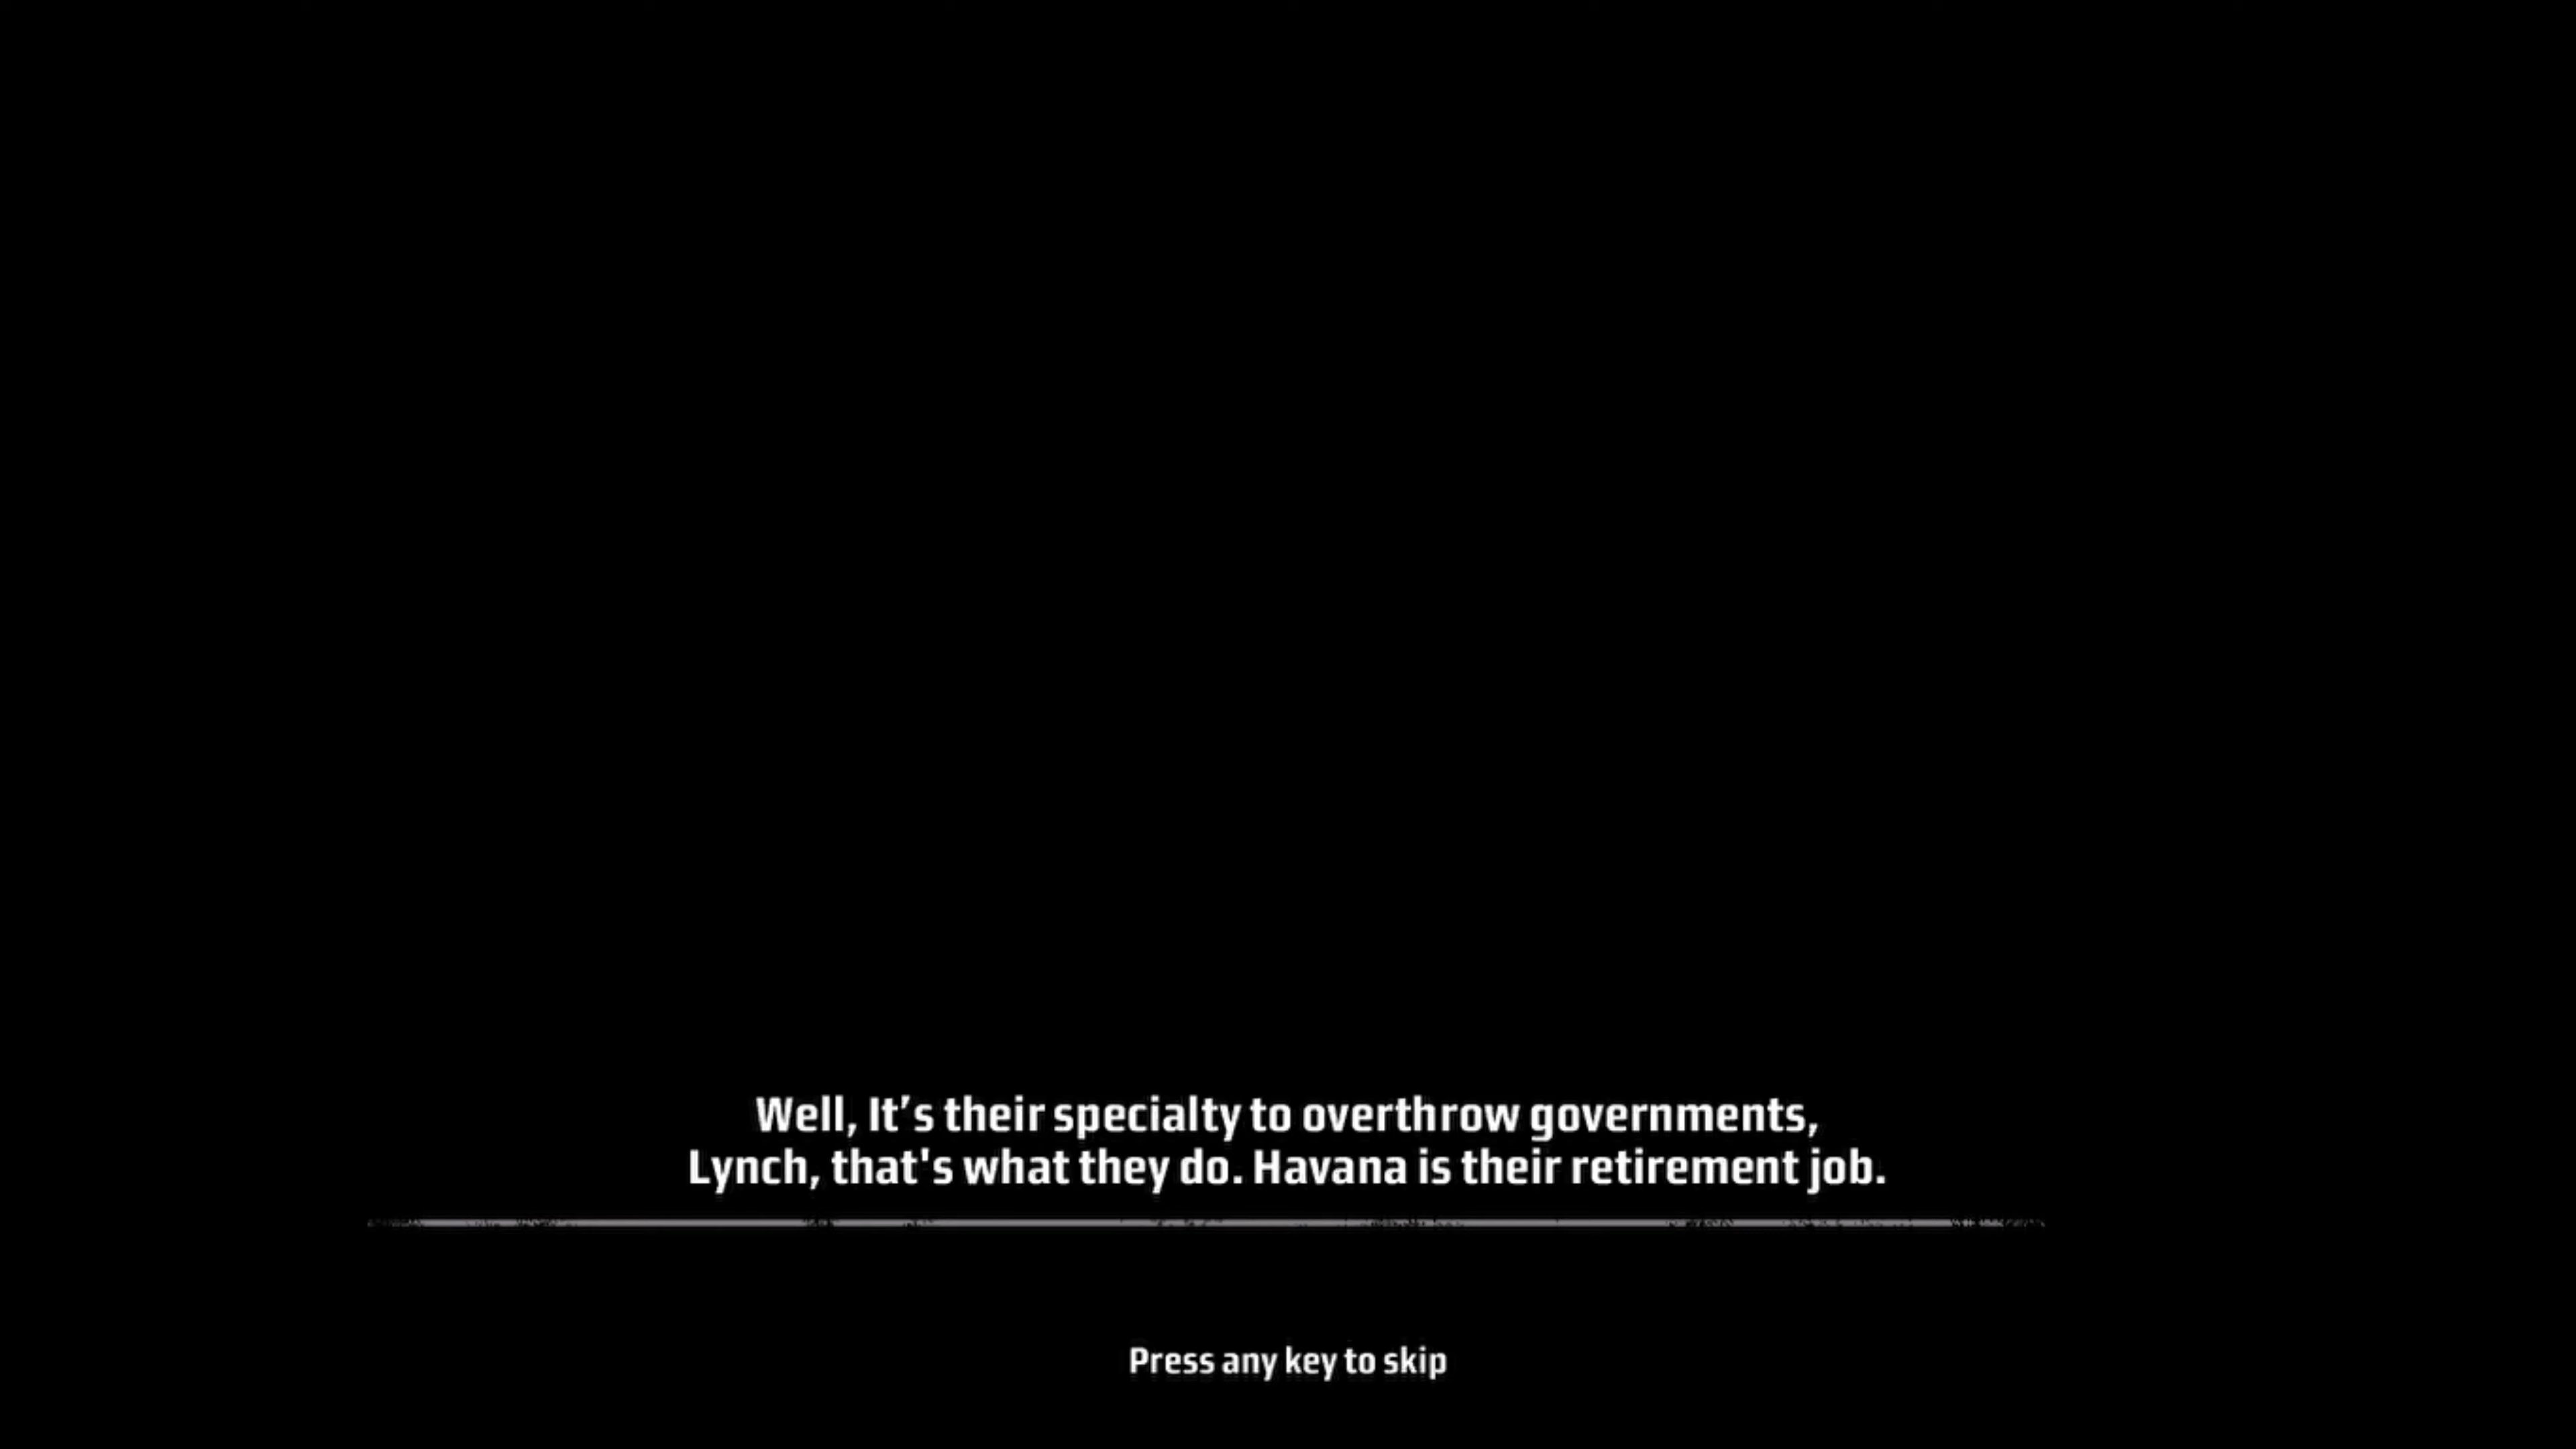 Well, It’s their specialty to overthrow governments,
Lynch, that's what they do. Havana is their retirement job.
Press any key to skip